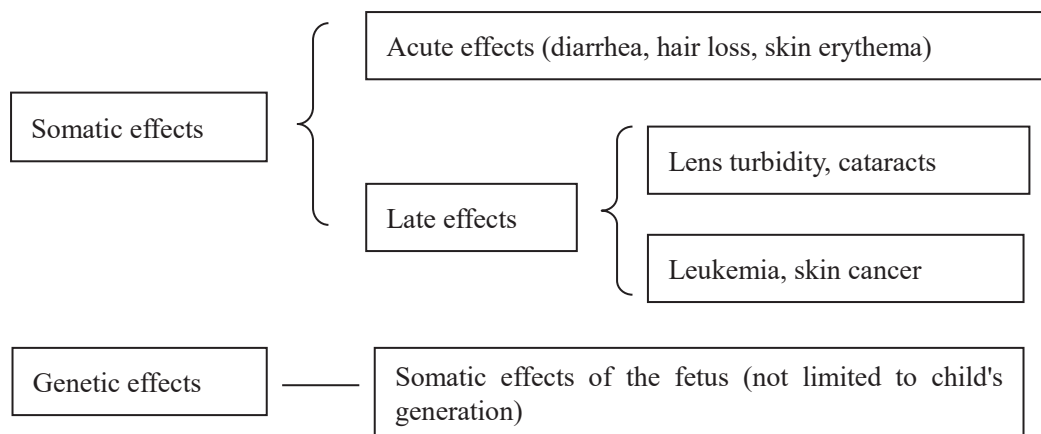 Acute effects (diarrhea, hair loss, skin erythema)
Somatic effects
Lens turbidity, cataracts
Late effects
Leukemia, skin cancer
Genetic effects
Somatic effects of the fetus (not limited to child's
generation)